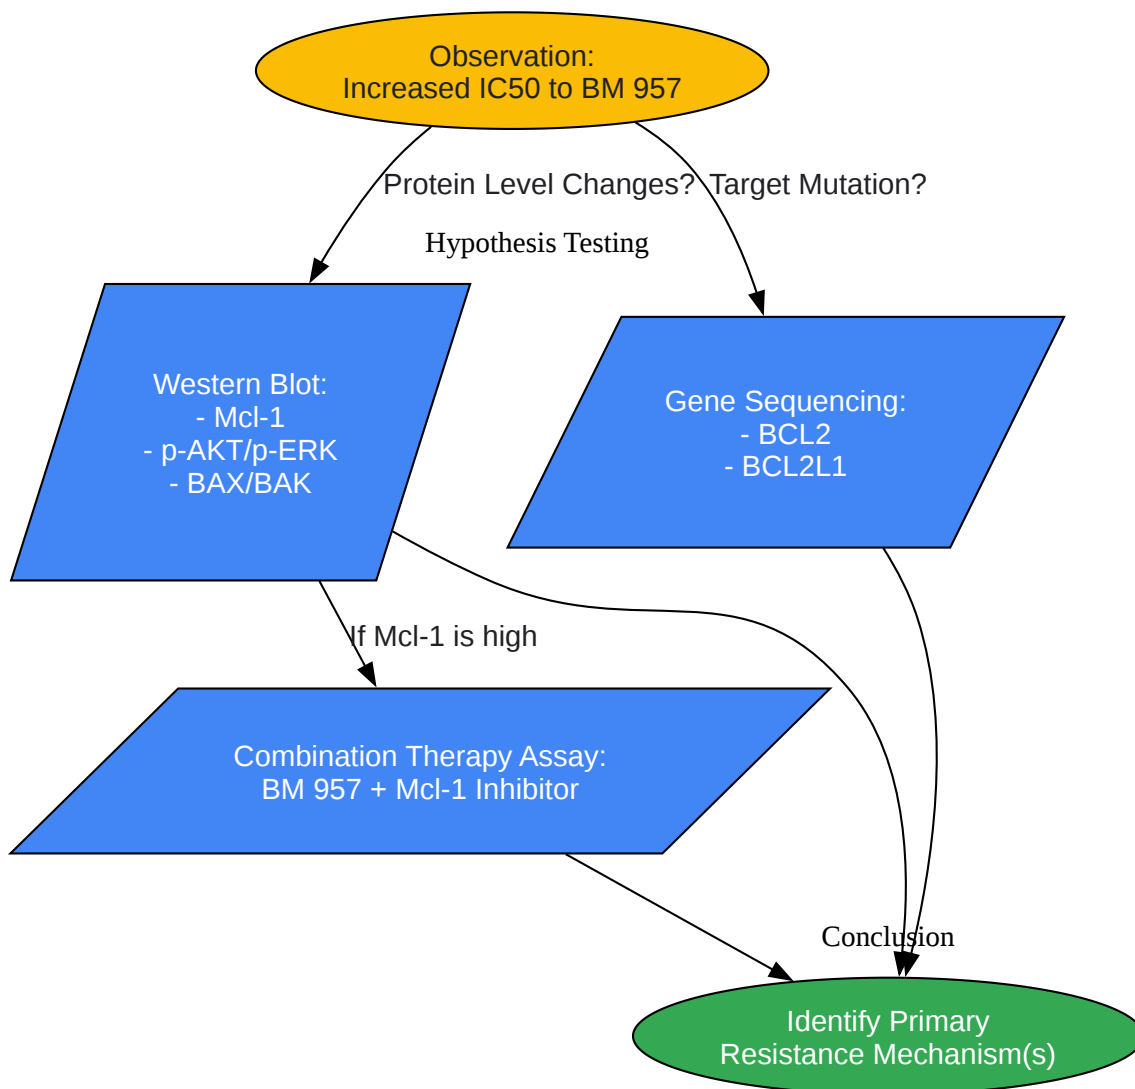 Observation:
Increased IC50 to BM 957
Protein Level Changes?
Target Mutation?
Hypothesis Testing
Western Blot:
- Mcl-1
- p-AKT/p-ERK
- BAX/BAK
Gene Sequencing:
- BCL2
- BCL2L1
If Mcl-1 is high
Combination Therapy Assay:
BM 957 + Mcl-1 Inhibitor
Conclusion
Identify Primary
Resistance Mechanism(s)